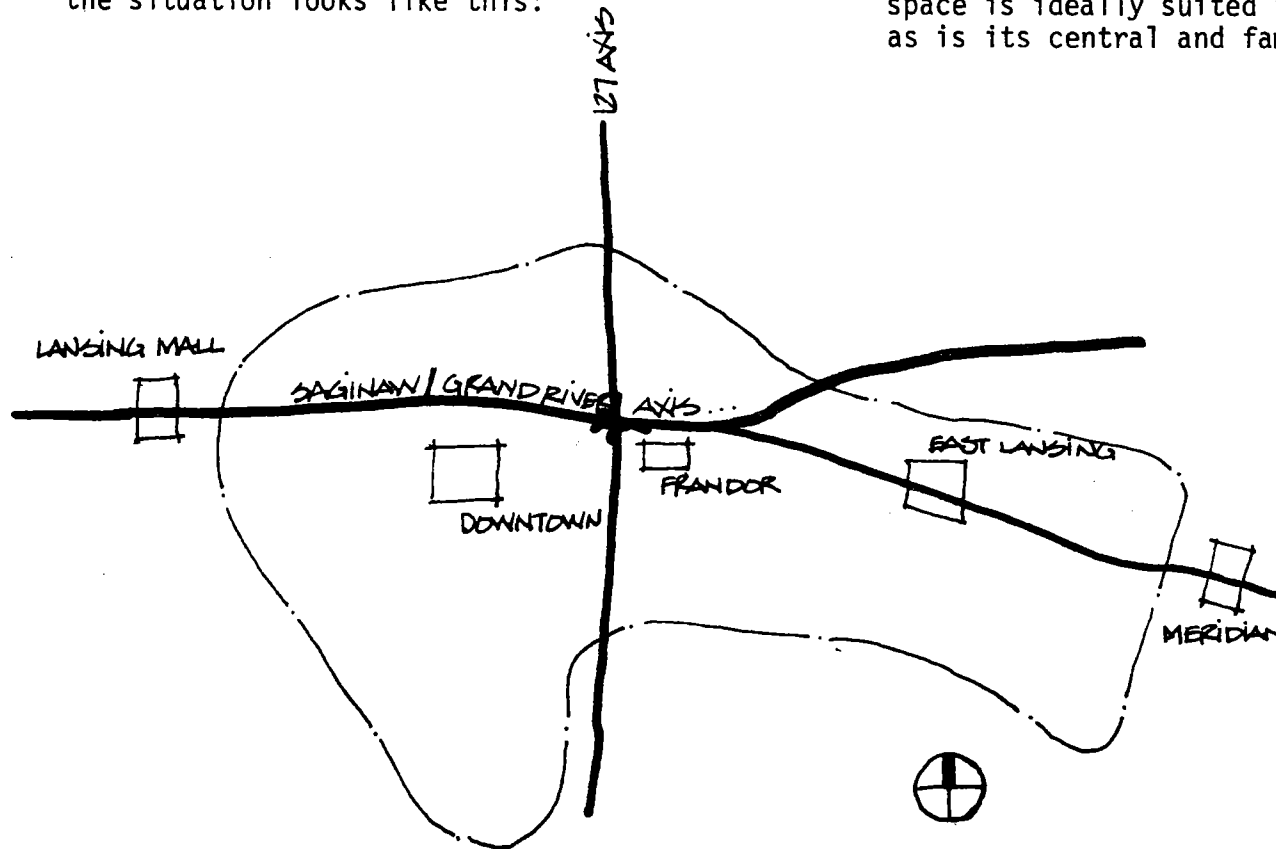 the situation looks like this:
space is ideally suited
as is its central and
127 AXIS
LANSING MALL
SAGINAW / GRAND RIVER AXIS...
EAST LANSING
FRANDOR
DOWNTOWN
MERIDIAN